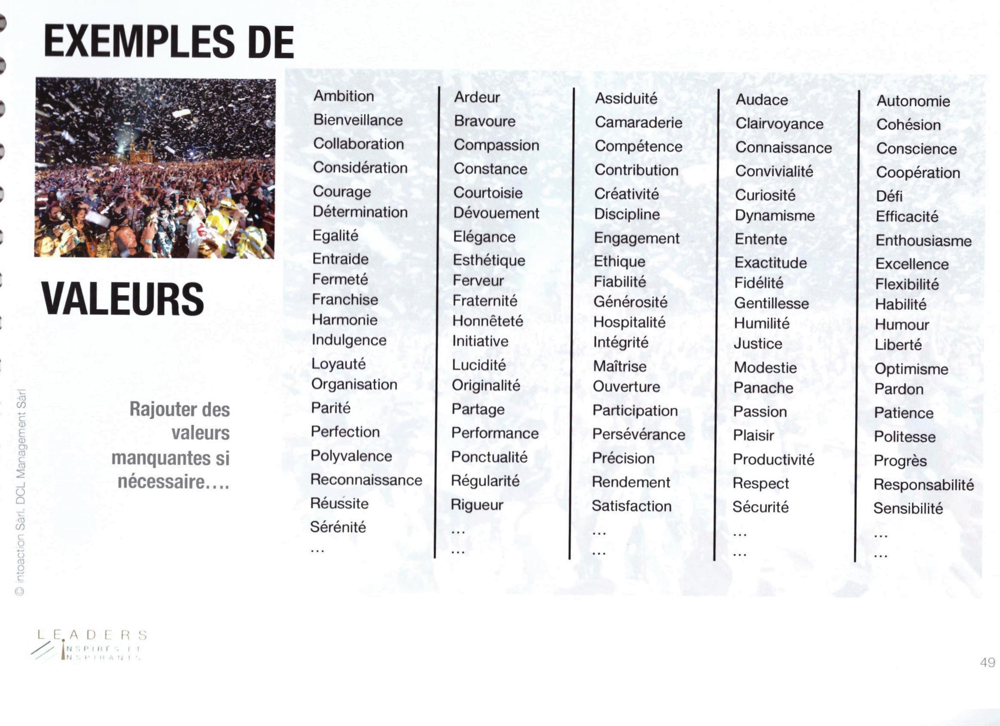 EXEMPLES DE
VALEURS
Rajouter des
valeurs
manquantes si
nécessaire….
Ambition Ardeur Assiduité Audace Autonomie
Bienveillance Bravoure Camaraderie Clairvoyance Cohésion
Collaboration Compassion Compétence Connaissance Conscience
Considération Constance Contribution Convivialité Coopération
Courage Courtoisie Créativité Curiosité Défi
Détermination Dévouement Discipline Dynamisme Efficacité
Egalité Elégance Engagement Entente Enthousiasme
Entraide Esthétique Ethique Exactitude Excellence
Fermeté Ferveur Fiabilité Fidélité Flexibilité
Franchise Fraternité Générosité Gentillesse Habilité
Harmonie Honnêteté Hospitalité Humilité Humour
Indulgence Initiative Intégrité Justice Liberté
Loyauté Lucidité Maîtrise Modestie Optimisme
Organisation Originalité Ouverture Panache Pardon
Parité Partage Participation Passion Patience
Perfection Performance Persévérance Plaisir Politesse
Polyvalence Ponctualité Précision Productivité Progrès
Reconnaissance Régularité Rendement Respect Responsabilité
Réussite Rigueur Satisfaction Sécurité Sensibilité
Sérénité ... ... ... ...
... ... ... ... ...
© intoaction Sàrl. DCL Management Sàrl
LEADERS
INSPIRÉS ET
INSPIRANTS
49